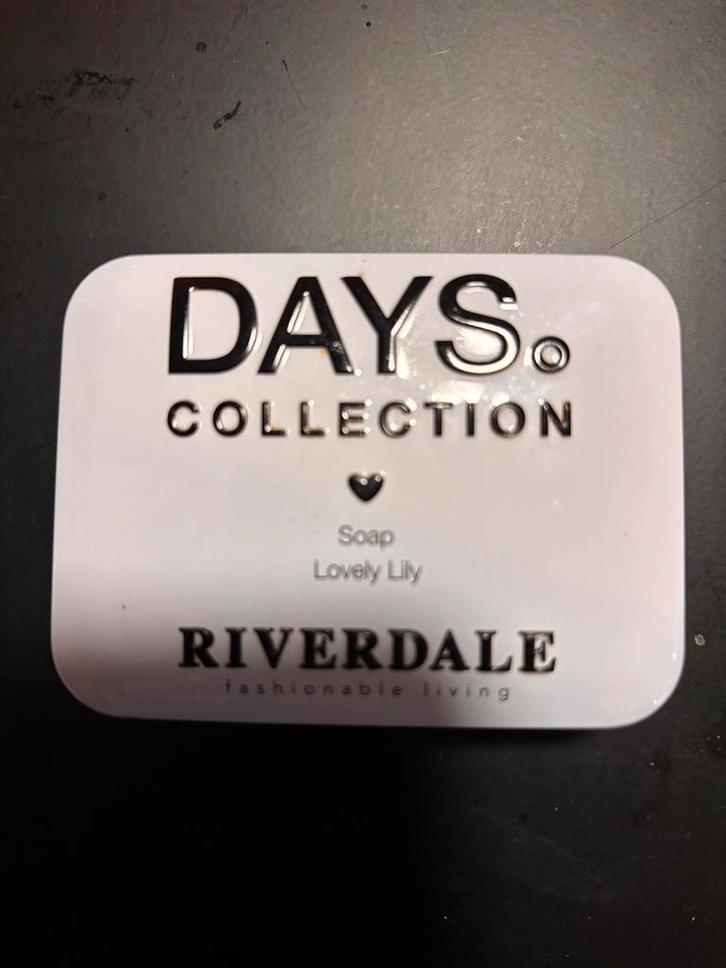 DAYS.©
COLLECTION
Soap
Lovely Lily
RIVERDALE
fashionable living